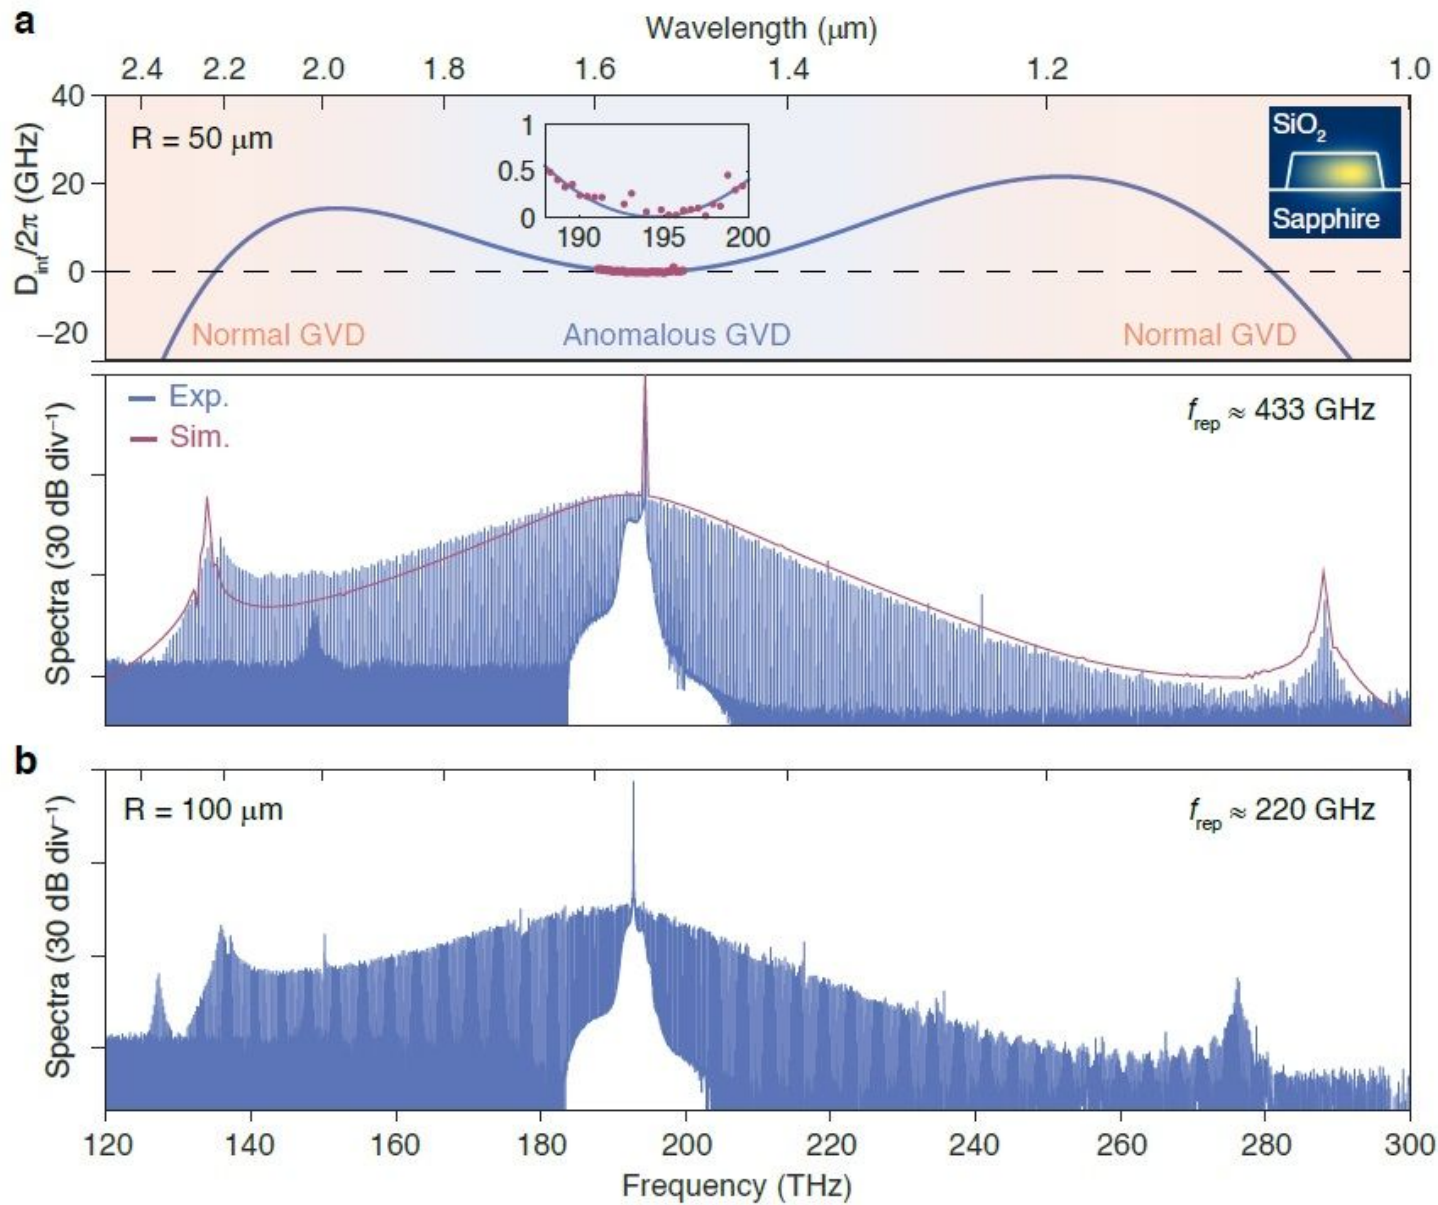 a
Wavelength (μm)
2.4 2.2 2.0 1.8 1.6 1.4 1.2 1.0
D_int/2π (GHz)
40
20
0
−20
R = 50 μm
1
0.5
0
190 195 200
SiO₂
Sapphire
Normal GVD Anomalous GVD Normal GVD
Spectra (30 dB div⁻¹)
Exp.
Sim.
f_rep ≈ 433 GHz
b
Spectra (30 dB div⁻¹)
R = 100 μm
f_rep ≈ 220 GHz
120 140 160 180 200 220 240 260 280 300
Frequency (THz)